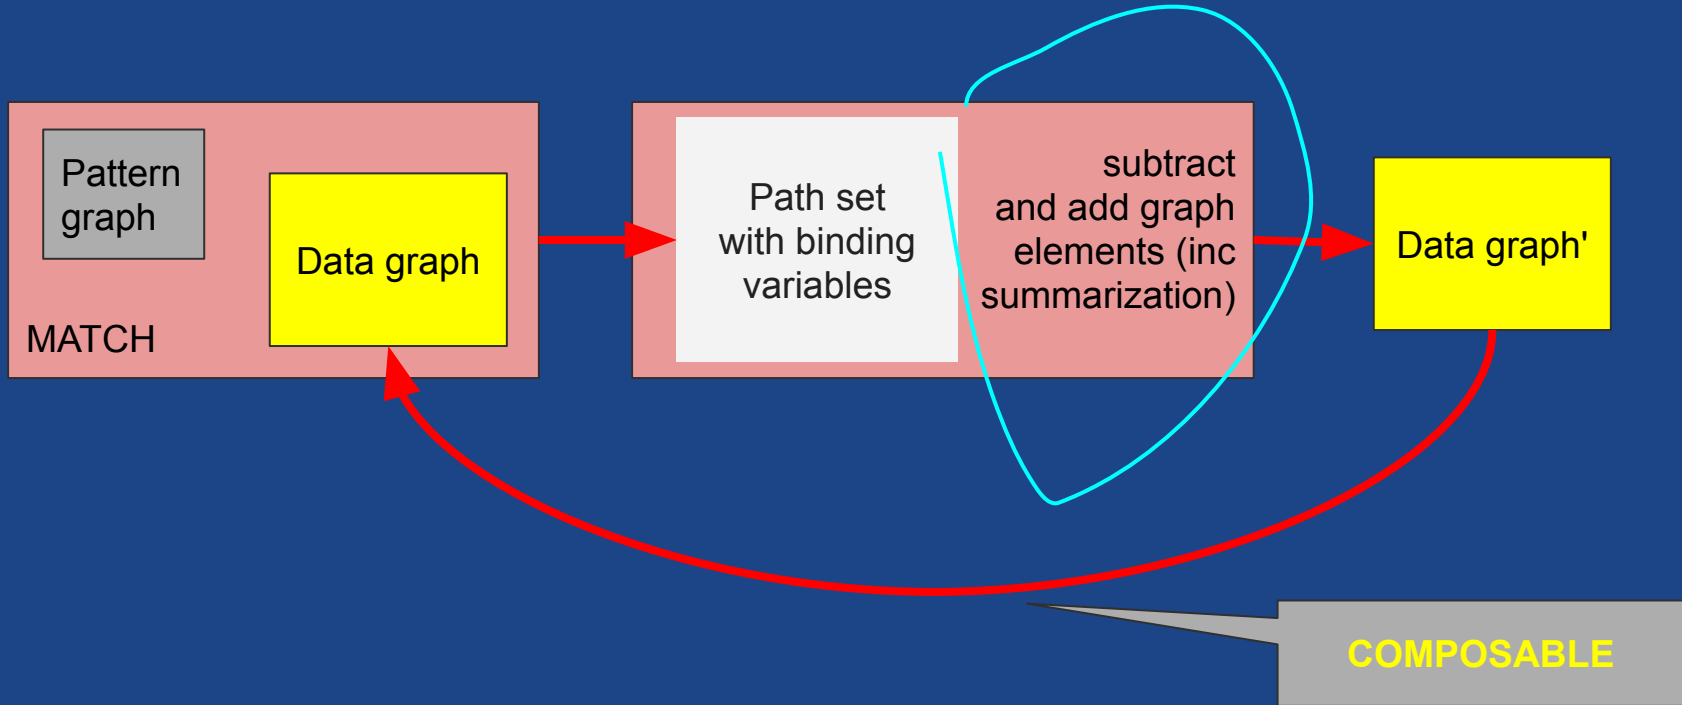 Pattern
graph
Data graph
MATCH
Path set
with binding
variables
subtract
and add graph
elements (inc
summarization)
Data graph'
COMPOSABLE